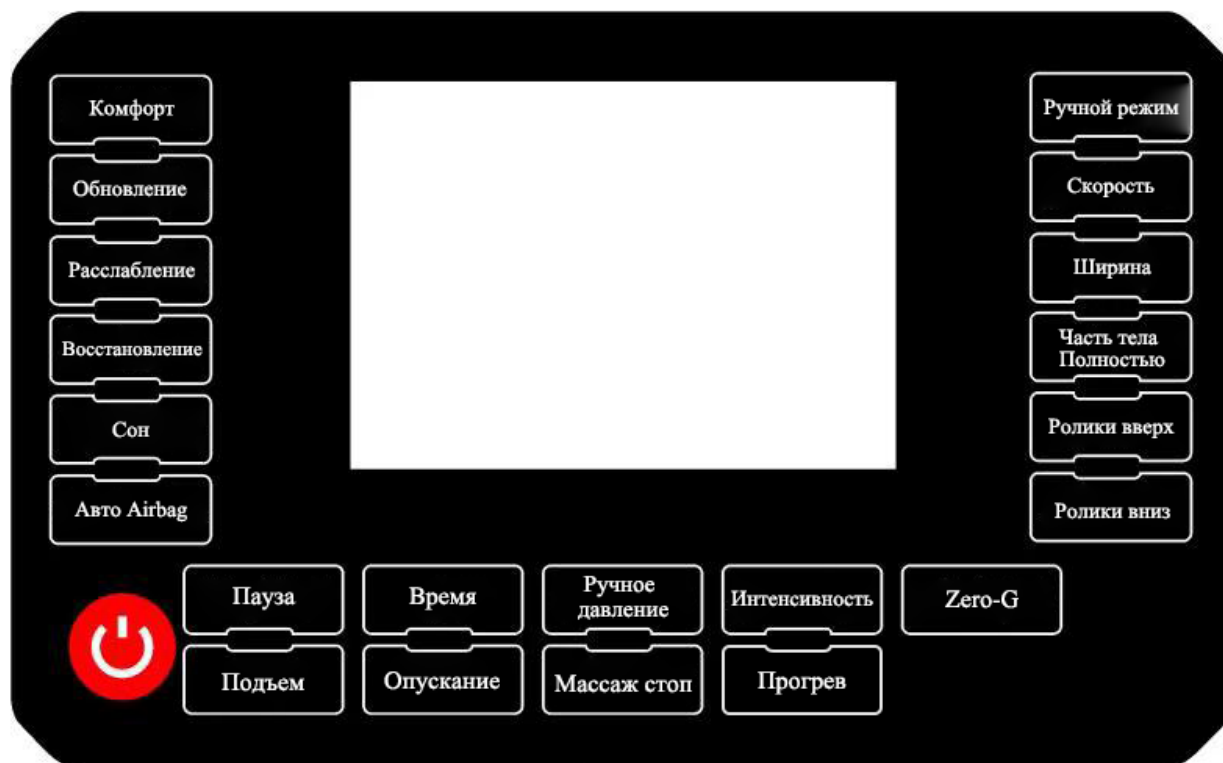 Комфорт
Обновление
Расслабление
Восстановление
Сон
Авто Airbag
Ручной режим
Скорость
Ширина
Часть тела
Полностью
Ролики вверх
Ролики вниз
Пауза
Время
Ручное
давление
Интенсивность
Zero-G
Подъем
Опускание
Массаж стоп
Прогрев